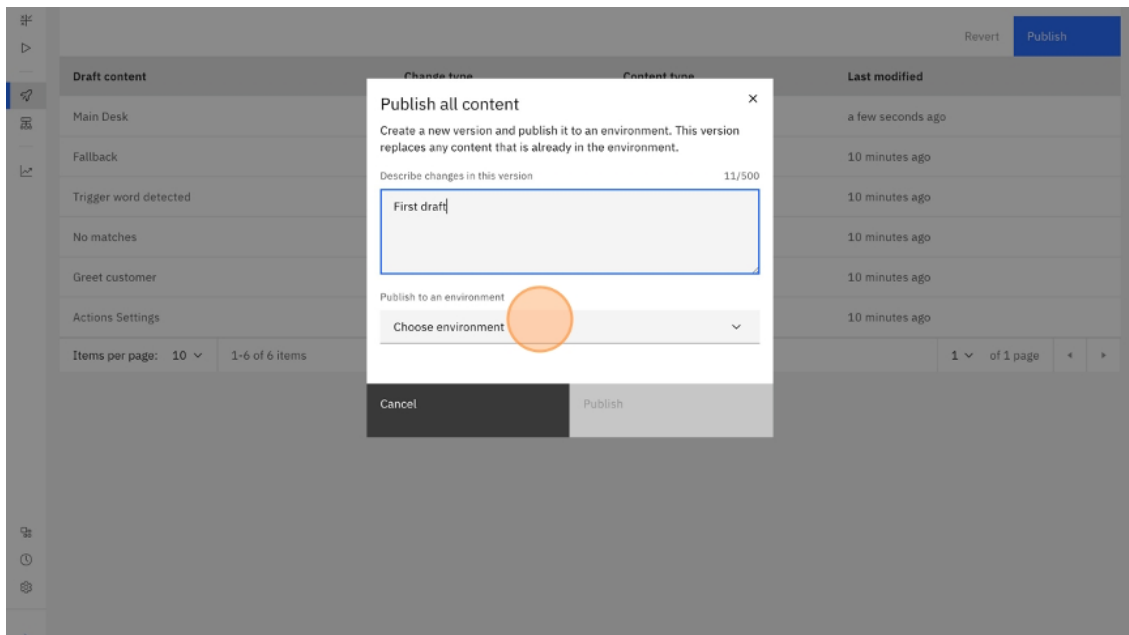 Revert Publish
Draft content Change type Content type Last modified
Main Desk a few seconds ago
Fallback 10 minutes ago
Trigger word detected 10 minutes ago
No matches 10 minutes ago
Greet customer 10 minutes ago
Actions Settings 10 minutes ago
Items per page: 10 1-6 of 6 items 1 of 1 page
Publish all content
Create a new version and publish it to an environment. This version
replaces any content that is already in the environment.
Describe changes in this version 11/500
First draft
Publish to an environment
Choose environment
Cancel Publish